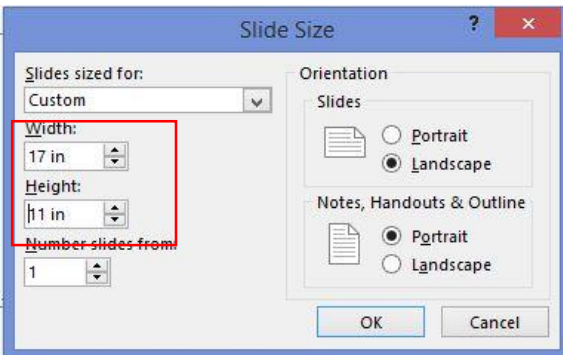 Slide Size
?
Slides sized for:
Custom
Width:
17 in
Height:
11 in
Number slides from:
1
Orientation
Slides
Portrait
Landscape
Notes, Handouts & Outline
Portrait
Landscape
OK
Cancel